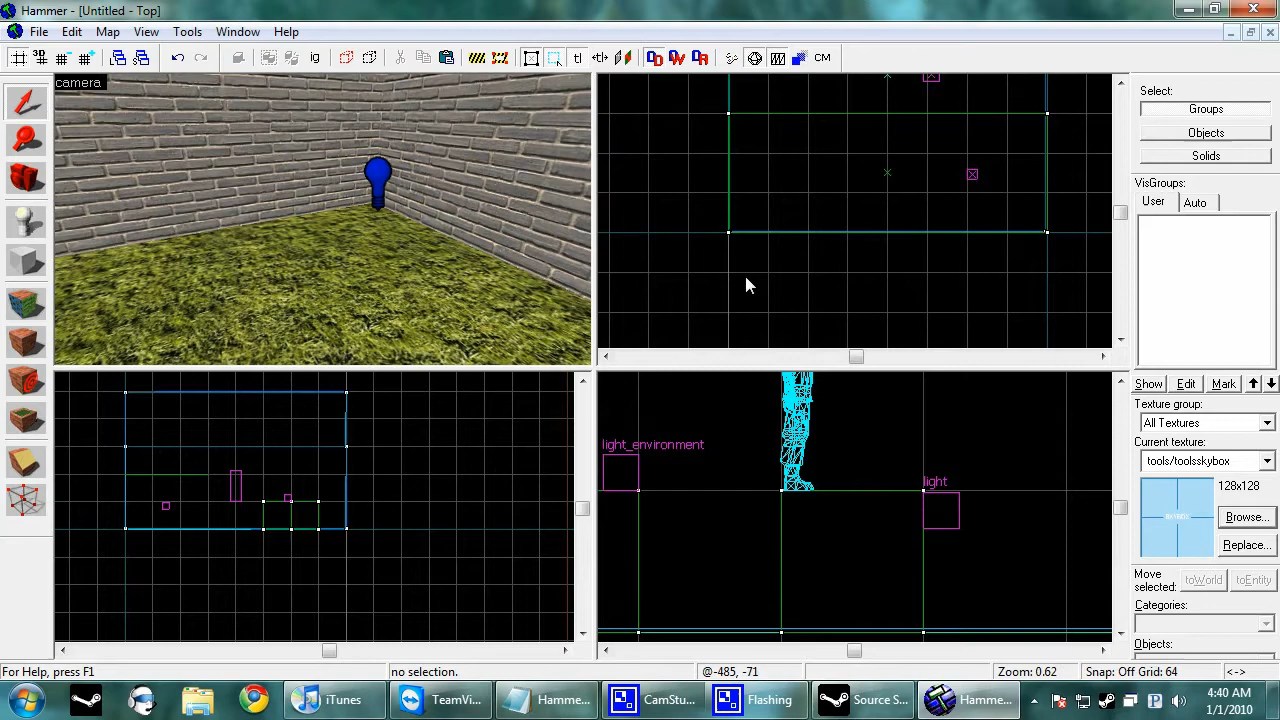 Hammer - [Untitled - Top]
File Edit Map View Tools Window Help
3D
ig
tl
CM
camera
Select:
Groups
Objects
Solids
VisGroups:
User Auto
Show Edit Mark
Texture group:
All Textures
Current texture:
tools/toolsskybox
128x128
Browse...
Replace...
Move selected: toWorld toEntity
Categories:
Objects:
light_environment
light
For Help, press F1
no selection.
@-485, -71
Zoom: 0.62
Snap: Off Grid: 64
<->
iTunes
TeamVi...
Hamme...
CamStu...
Flashing
Source S...
Hamme...
4:40 AM
1/1/2010